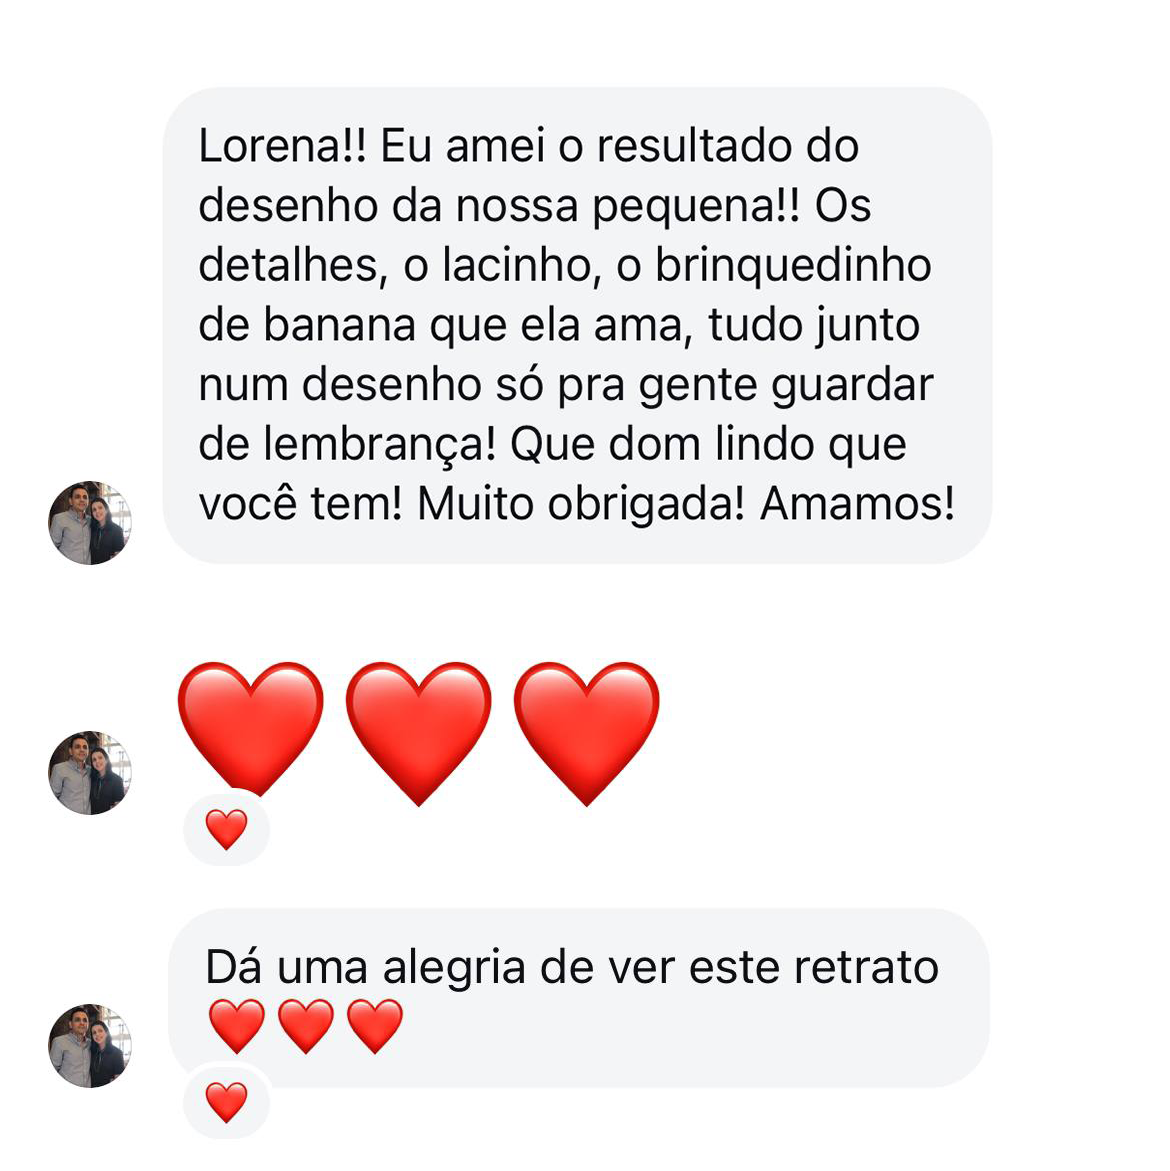 Lorena!! Eu amei o resultado do
desenho da nossa pequena!! Os
detalhes, o lacinho, o brinquedinho
de banana que ela ama, tudo junto
num desenho só pra gente guardar
de lembrança! Que dom lindo que
você tem! Muito obrigada! Amamos!
❤️❤️❤️
❤️
Dá uma alegria de ver este retrato
❤️❤️❤️
❤️